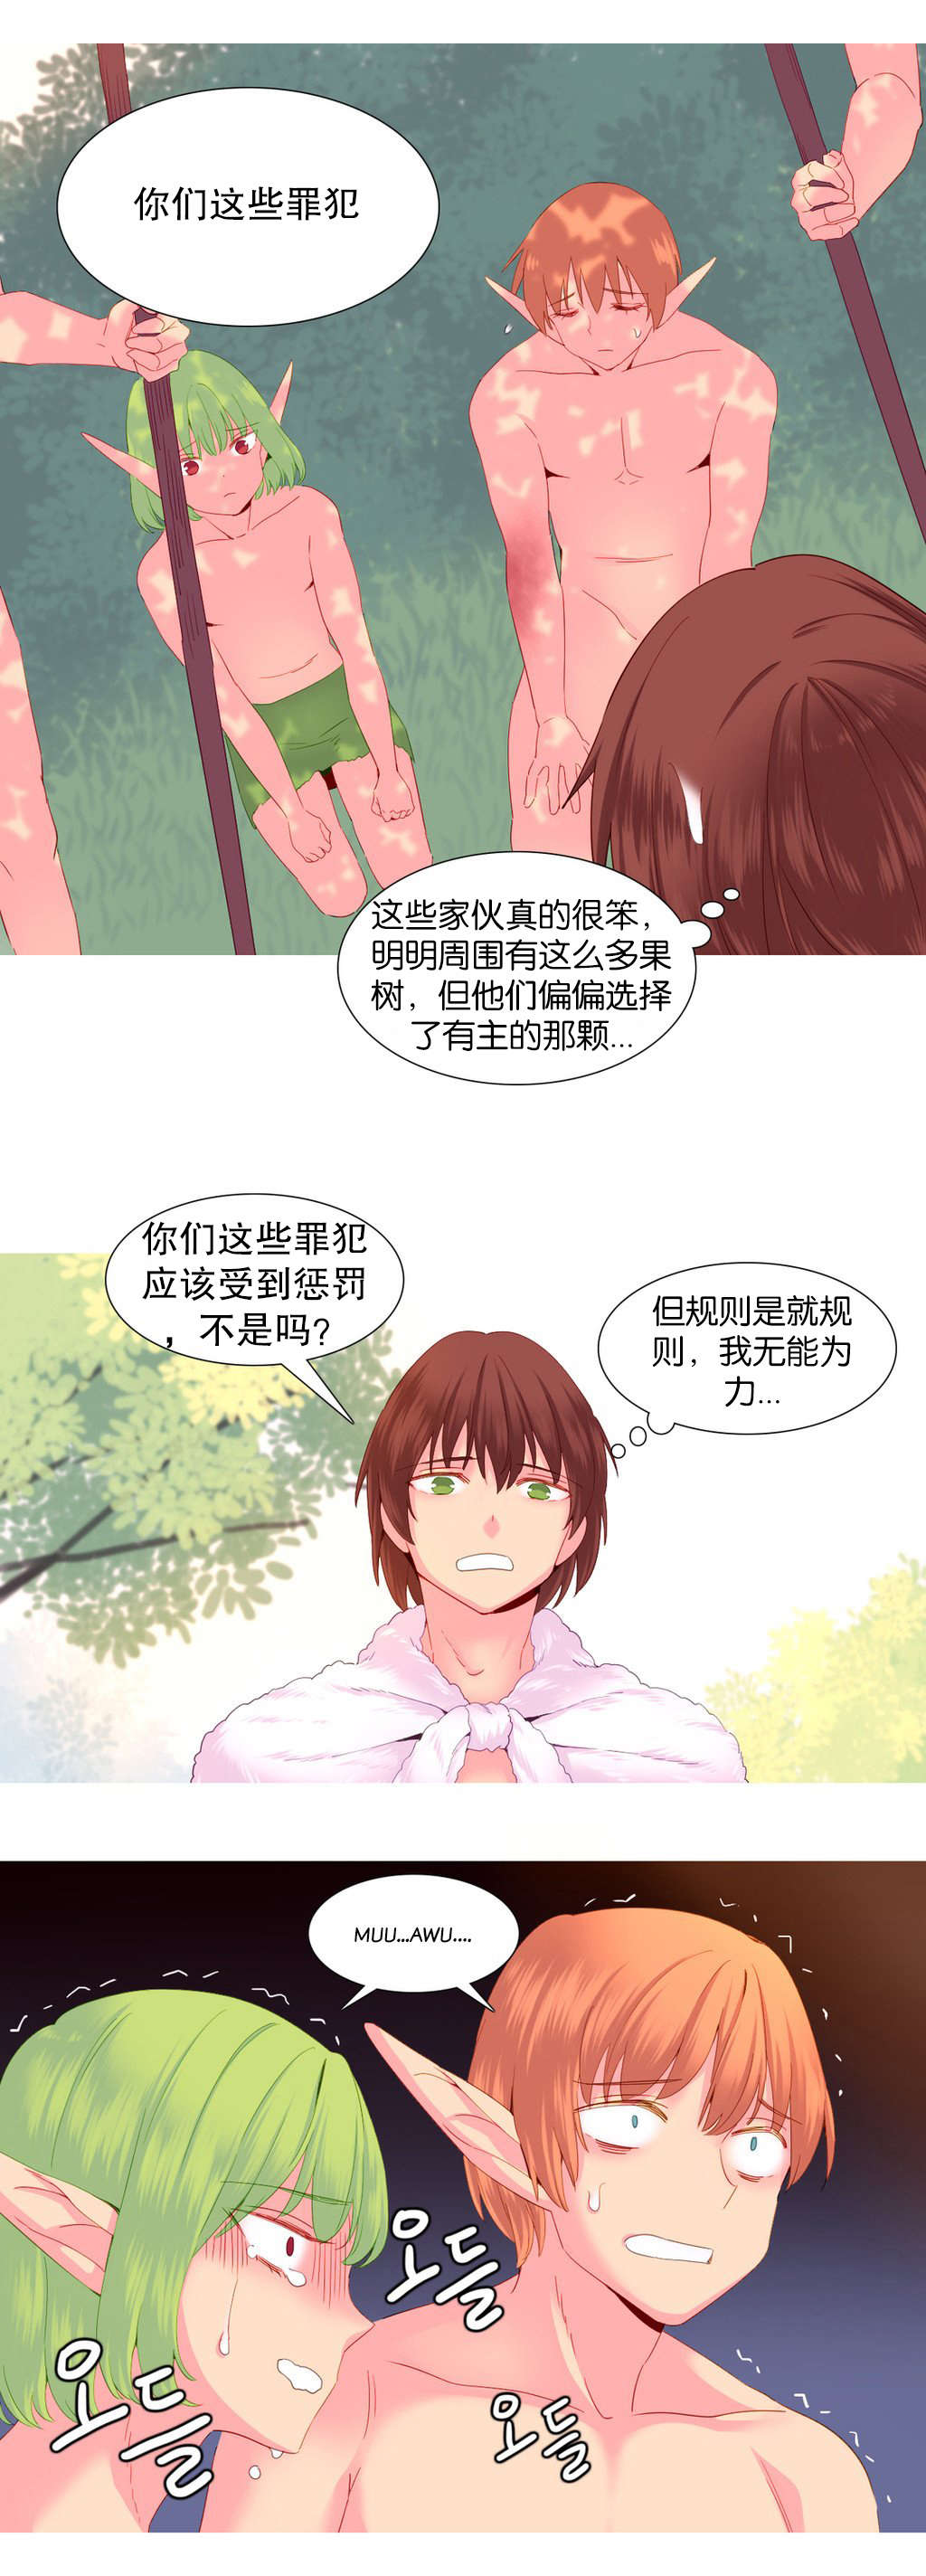 你们这些罪犯
这些家伙真的很笨，
明明周围有这么多果
树，但他们偏偏选择
了有主的那颗...
你们这些罪犯
应该受到惩罚
，不是吗？
但规则是就规
则，我无能为
力...
MUU...AWU....
오들
오들
오들